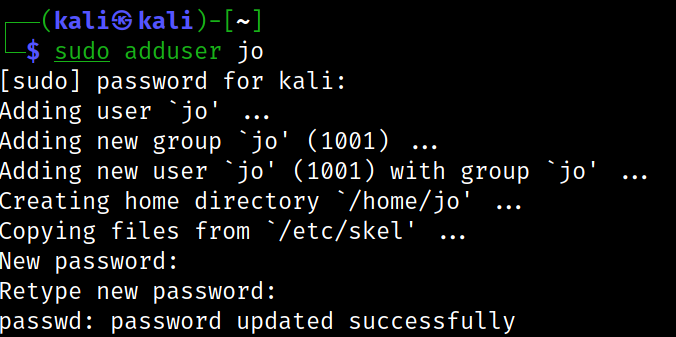 ┌──(kali㉿kali)-[~]
└─$ sudo adduser jo
[sudo] password for kali:
Adding user `jo' ...
Adding new group `jo' (1001) ...
Adding new user `jo' (1001) with group `jo' ...
Creating home directory `/home/jo' ...
Copying files from `/etc/skel' ...
New password:
Retype new password:
passwd: password updated successfully